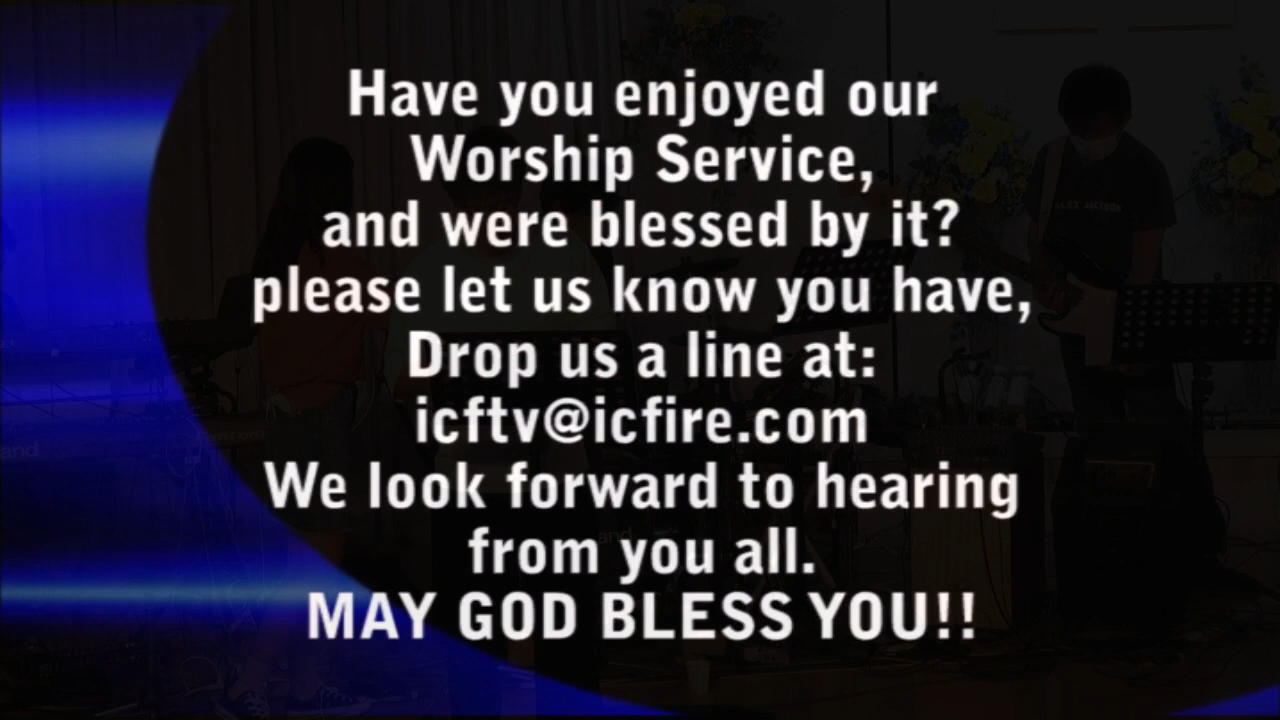 Have you enjoyed our
Worship Service,
and were blessed by it?
please let us know you have,
Drop us a line at:
icftv@icfire.com
We look forward to hearing
from you all.
MAY GOD BLESS YOU!!